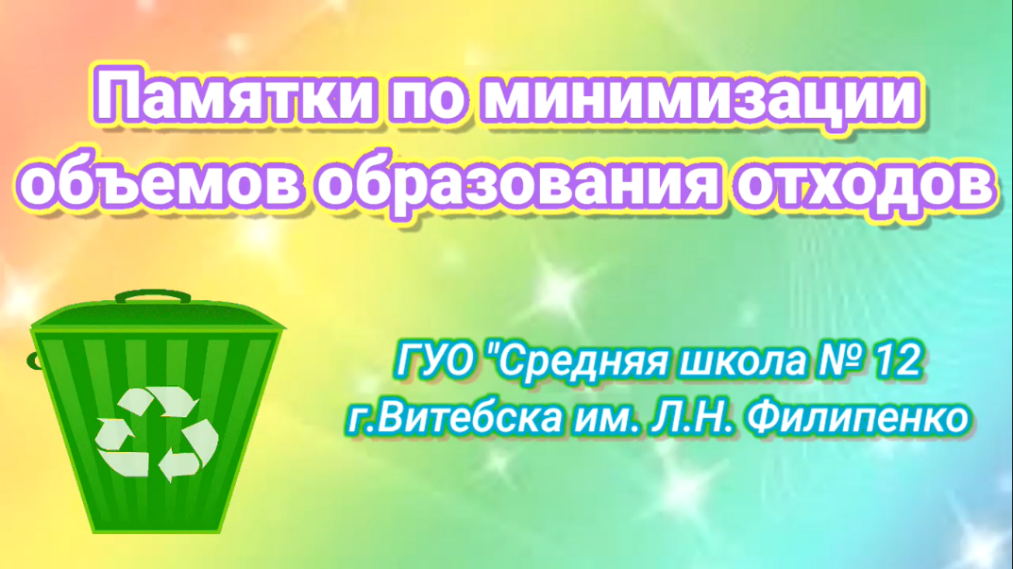 Памятки по минимизации
объемов образования отходов
ГУО "Средняя школа № 12
г.Витебска им. Л.Н. Филипенко